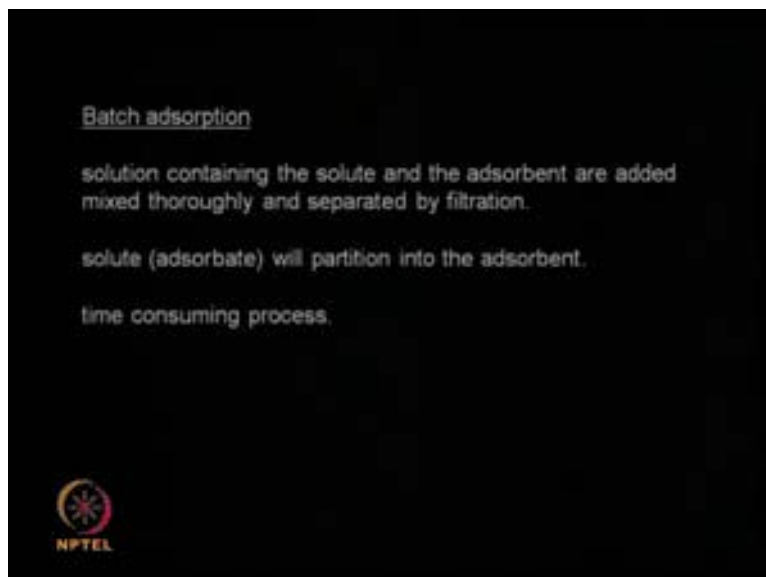 Batch adsorption
solution containing the solute and the adsorbent are added
mixed thoroughly and separated by filtration.
solute (adsorbate) will partition into the adsorbent.
time consuming process.
NPTEL